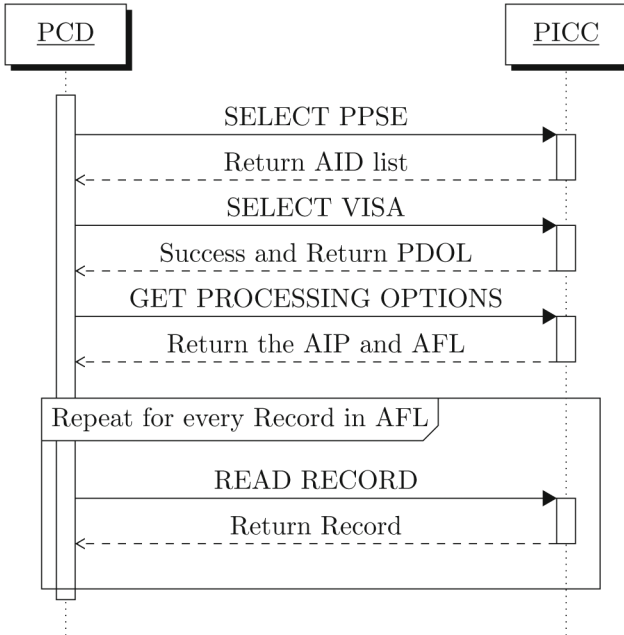 PCD
PICC
SELECT PPSE
Return AID list
SELECT VISA
Success and Return PDOL
GET PROCESSING OPTIONS
Return the AIP and AFL
Repeat for every Record in AFL
READ RECORD
Return Record